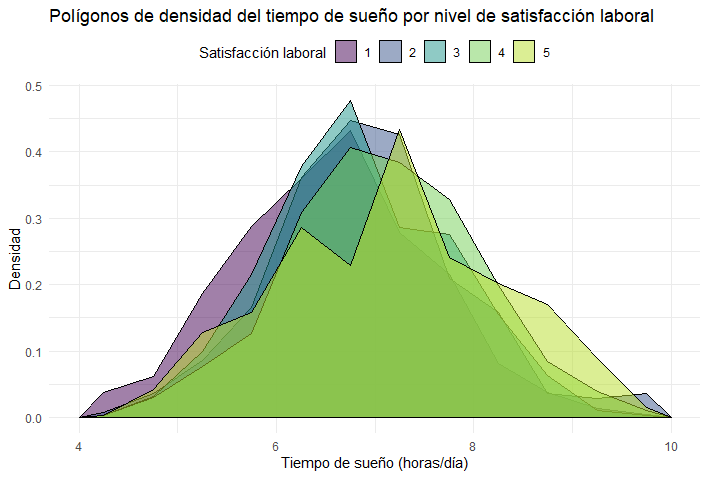 Polígonos de densidad del tiempo de sueño por nivel de satisfacción laboral
Satisfacción laboral 1 2 3 4 5
Densidad
0.5
0.4
0.3
0.2
0.1
0.0
4 6 8 10
Tiempo de sueño (horas/día)